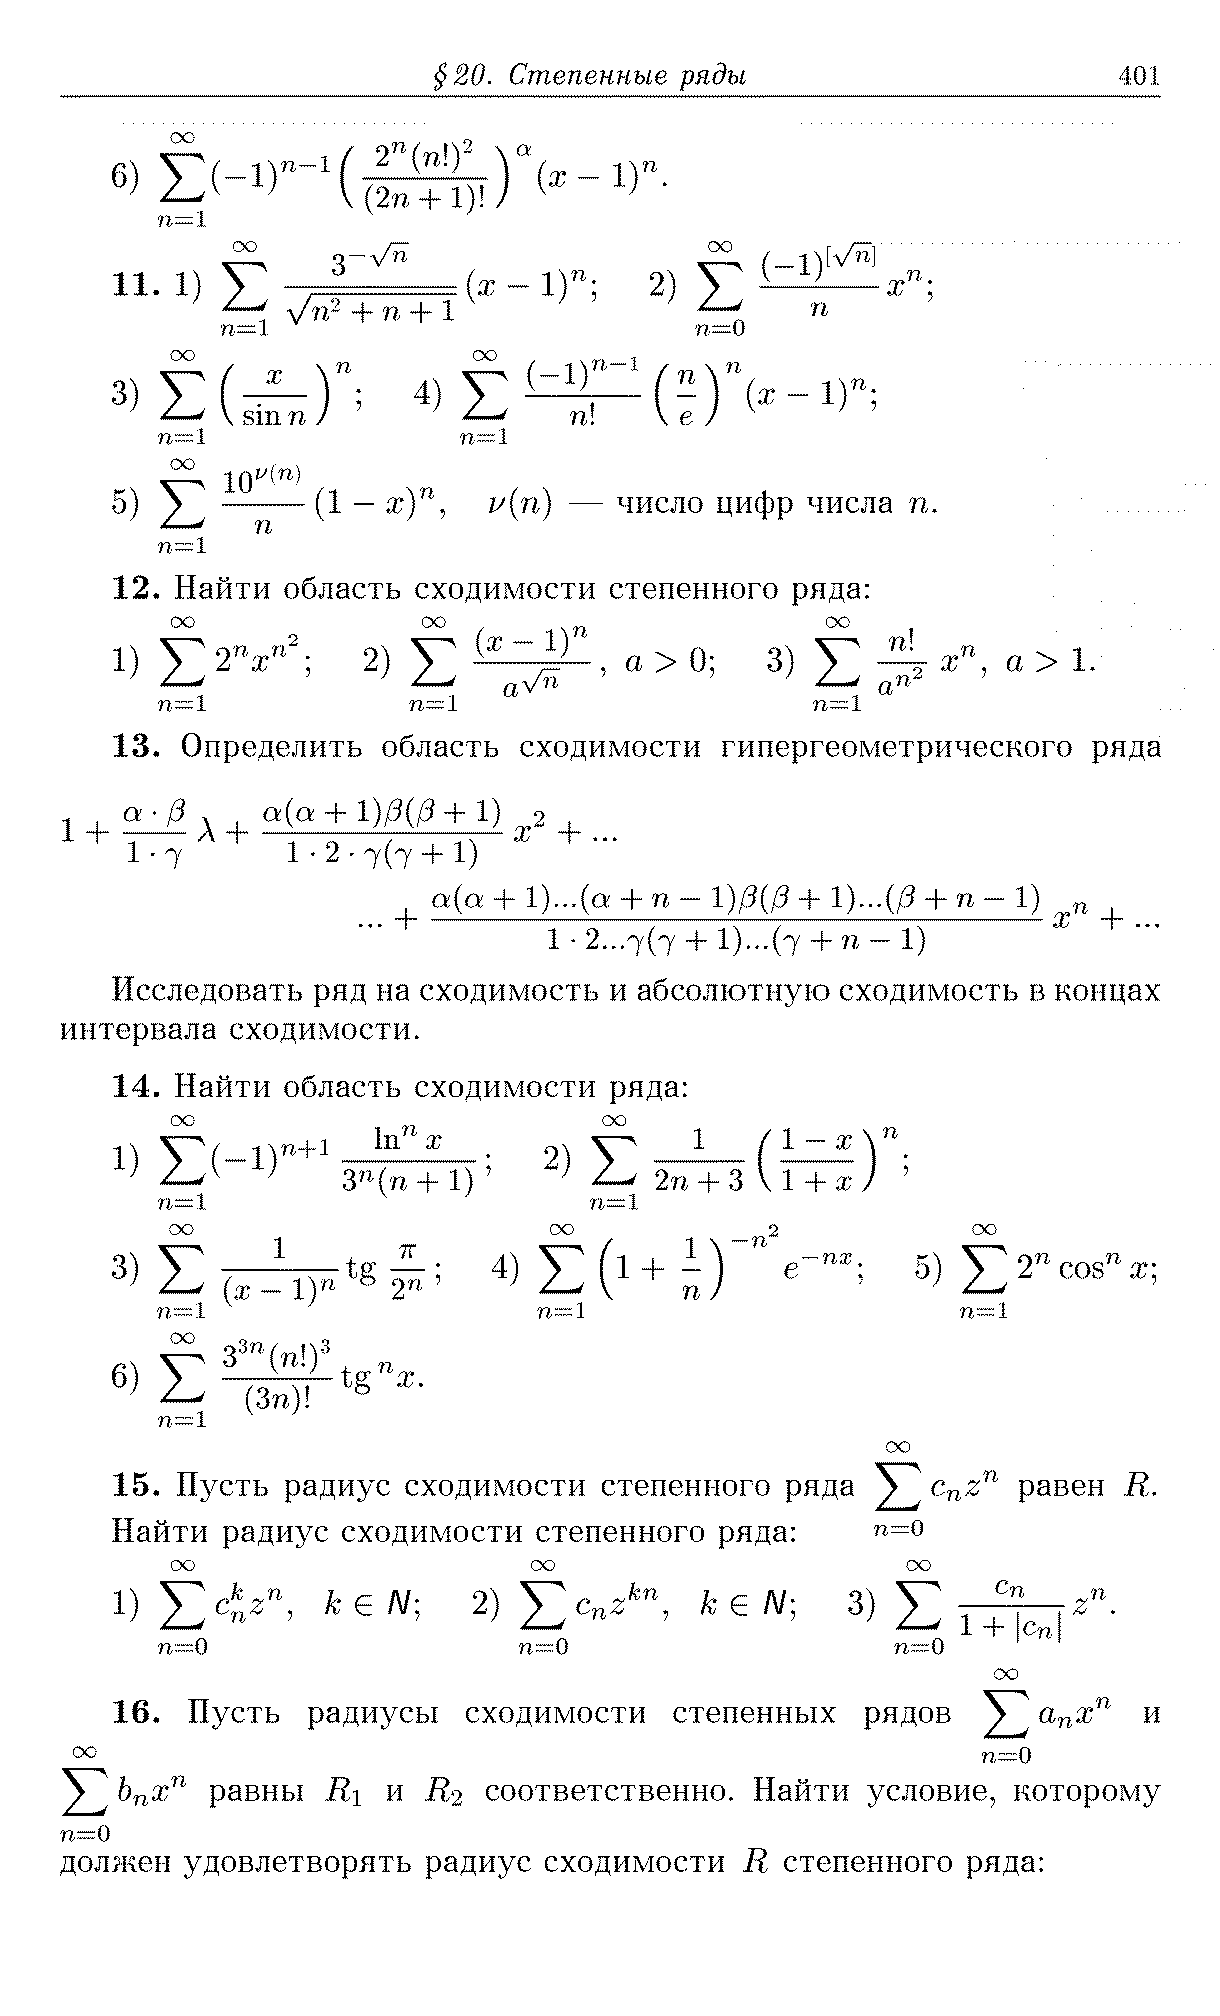 § 20. Степенные ряды 401
6) $\sum_{n=1}^{\infty} (-1)^{n-1} \left( \frac{2^n (n!)^2}{(2n+1)!} \right)^{\alpha} (x-1)^n.$
11. 1) $\sum_{n=1}^{\infty} \frac{3^{-\sqrt{n}}}{\sqrt{n^2+n+1}} (x-1)^n;$ 2) $\sum_{n=0}^{\infty} \frac{(-1)^{[\sqrt{n}]}}{n} x^n;$
3) $\sum_{n=1}^{\infty} \left( \frac{x}{\sin n} \right)^n;$ 4) $\sum_{n=1}^{\infty} \frac{(-1)^{n-1}}{n!} \left( \frac{n}{e} \right)^n (x-1)^n;$
5) $\sum_{n=1}^{\infty} \frac{10^{\nu(n)}}{n} (1-x)^n,$ $\nu(n)$ — число цифр числа $n$.
12. Найти область сходимости степенного ряда:
1) $\sum_{n=1}^{\infty} 2^n x^{n^2};$ 2) $\sum_{n=1}^{\infty} \frac{(x-1)^n}{a^{\sqrt{n}}}, \ a > 0;$ 3) $\sum_{n=1}^{\infty} \frac{n!}{a^{n^2}} x^n, \ a > 1.$
13. Определить область сходимости гипергеометрического ряда
$1 + \frac{\alpha \cdot \beta}{1 \cdot \gamma} \lambda + \frac{\alpha(\alpha+1)\beta(\beta+1)}{1 \cdot 2 \cdot \gamma(\gamma+1)} x^2 + ...$
$... + \frac{\alpha(\alpha+1)...(\alpha+n-1)\beta(\beta+1)...(\beta+n-1)}{1 \cdot 2...\gamma(\gamma+1)...(\gamma+n-1)} x^n + ...$
Исследовать ряд на сходимость и абсолютную сходимость в концах
интервала сходимости.
14. Найти область сходимости ряда:
1) $\sum_{n=1}^{\infty} (-1)^{n+1} \frac{\ln^n x}{3^n(n+1)};$ 2) $\sum_{n=1}^{\infty} \frac{1}{2n+3} \left( \frac{1-x}{1+x} \right)^n;$
3) $\sum_{n=1}^{\infty} \frac{1}{(x-1)^n} \operatorname{tg} \frac{\pi}{2^n};$ 4) $\sum_{n=1}^{\infty} \left( 1 + \frac{1}{n} \right)^{-n^2} e^{-nx};$ 5) $\sum_{n=1}^{\infty} 2^n \cos^n x;$
6) $\sum_{n=1}^{\infty} \frac{3^{3n}(n!)^3}{(3n)!} \operatorname{tg}^n x.$
15. Пусть радиус сходимости степенного ряда $\sum_{n=0}^{\infty} c_n z^n$ равен $R$.
Найти радиус сходимости степенного ряда:
1) $\sum_{n=0}^{\infty} c_n^k z^n, \ k \in N;$ 2) $\sum_{n=0}^{\infty} c_n z^{kn}, \ k \in N;$ 3) $\sum_{n=0}^{\infty} \frac{c_n}{1+|c_n|} z^n.$
16. Пусть радиусы сходимости степенных рядов $\sum_{n=0}^{\infty} a_n x^n$ и
$\sum_{n=0}^{\infty} b_n x^n$ равны $R_1$ и $R_2$ соответственно. Найти условие, которому
должен удовлетворять радиус сходимости $R$ степенного ряда: